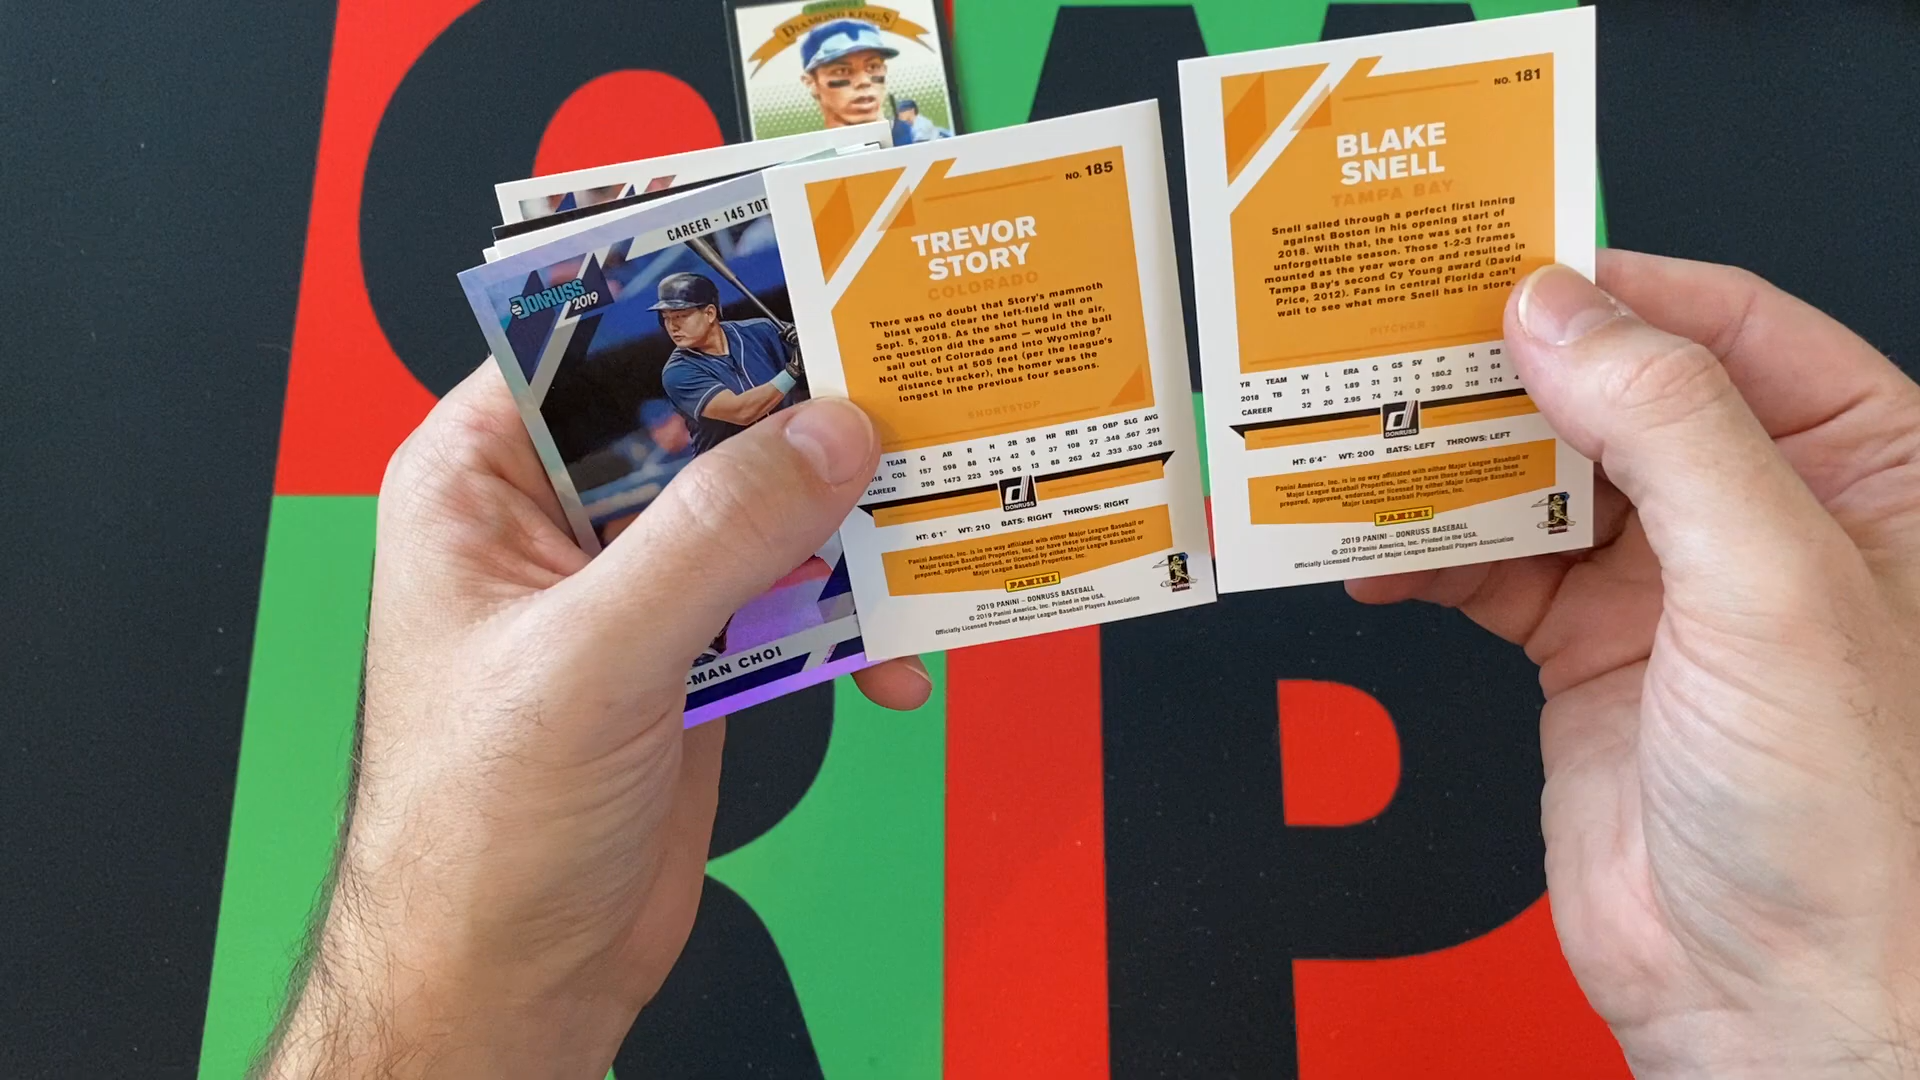 DIAMOND KINGS
CAREER - 145 TOT
DONRUSS
2019
-MAN CHOI
NO. 185
TREVOR
STORY
COLORADO
There was no doubt that Story's mammoth
blast would clear the left-field wall on
Sept. 5, 2018. As the shot hung in the air,
one question did the same — would the ball
sail out of Colorado and into Wyoming?
Not quite, but at 505 feet (per the league's
distance tracker), the homer was the
longest in the previous four seasons.
SHORTSTOP
TEAM G AB R H 2B 3B HR RBI SB OBP SLG AVG
18 COL 157 598 88 174 42 6 37 108 27 .348 .567 .291
CAREER 399 1473 223 395 95 13 88 263 42 .333 .530 .268
DONRUSS
HT: 6'1" WT: 210 BATS: RIGHT THROWS: RIGHT
Panini America, Inc. is in no way affiliated with either Major League Baseball or
Major League Baseball Properties, Inc. nor have these trading cards been
prepared, approved, endorsed, or licensed by either Major League Baseball or
Major League Baseball Properties, Inc.
PANINI
2019 PANINI – DONRUSS BASEBALL
© 2019 Panini America, Inc. Printed in the USA.
Officially Licensed Product of Major League Baseball Players Association
NO. 181
BLAKE
SNELL
TAMPA BAY
Snell sailed through a perfect first inning
against Boston in his opening start of
2018. With that, the tone was set for an
unforgettable season. Those 1-2-3 frames
mounted as the year wore on and resulted in
Tampa Bay's second Cy Young award (David
Price, 2012). Fans in central Florida can't
wait to see what more Snell has in store.
PITCHER
YR TEAM W L ERA G GS SV IP H BB
2018 TB 21 5 1.89 31 31 0 180.2 112 64
CAREER 32 20 2.95 74 74 0 399.0 318 174 4
DONRUSS
HT: 6'4" WT: 200 BATS: LEFT THROWS: LEFT
Panini America, Inc. is in no way affiliated with either Major League Baseball or
Major League Baseball Properties, Inc. nor have these trading cards been
prepared, approved, endorsed, or licensed by either Major League Baseball or
Major League Baseball Properties, Inc.
PANINI
2019 PANINI – DONRUSS BASEBALL
© 2019 Panini America, Inc. Printed in the USA.
Officially Licensed Product of Major League Baseball Players Association